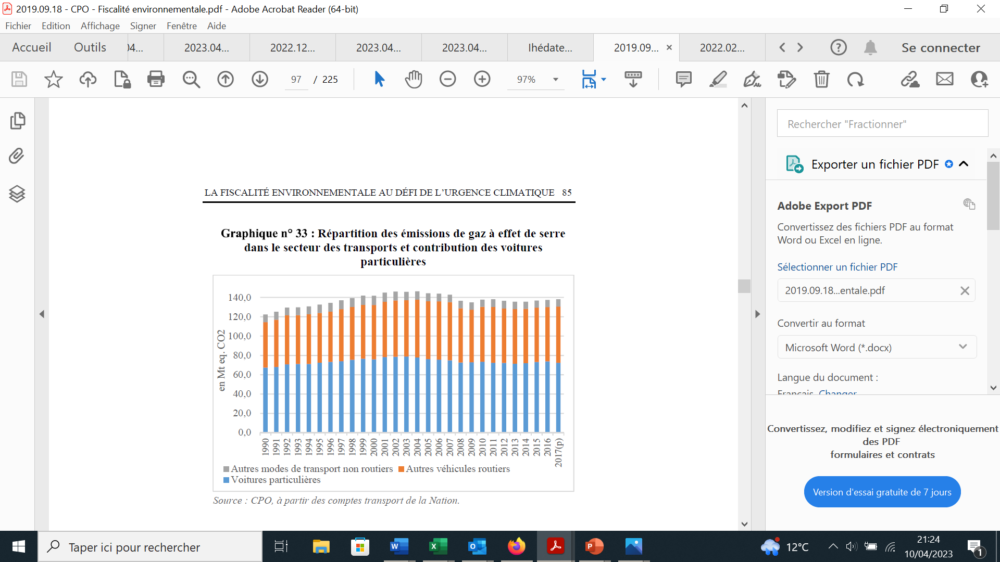 2019.09.18 - CPO - Fiscalité environnementale.pdf - Adobe Acrobat Reader (64-bit)
Fichier Edition Affichage Signer Fenêtre Aide
Accueil Outils 04... 2023.04... 2022.12... 2023.04... 2023.04... Ihédate... 2019.09... 2022.02... Se connecter
97 / 225 97%
Rechercher "Fractionner"
Exporter un fichier PDF
Adobe Export PDF
Convertissez des fichiers PDF au format
Word ou Excel en ligne.
Sélectionner un fichier PDF
2019.09.18...entale.pdf
Convertir au format
Microsoft Word (*.docx)
Langue du document :
Français Changer
Convertissez, modifiez et signez électroniquement
des PDF
formulaires et contrats
Version d'essai gratuite de 7 jours
LA FISCALITÉ ENVIRONNEMENTALE AU DÉFI DE L’URGENCE CLIMATIQUE 85
Graphique n° 33 : Répartition des émissions de gaz à effet de serre
dans le secteur des transports et contribution des voitures
particulières
en Mt eq. CO2
140,0
120,0
100,0
80,0
60,0
40,0
20,0
0,0
1990 1991 1992 1993 1994 1995 1996 1997 1998 1999 2000 2001 2002 2003 2004 2005 2006 2007 2008 2009 2010 2011 2012 2013 2014 2015 2016 2017(p)
Autres modes de transport non routiers Autres véhicules routiers
Voitures particulières
Source : CPO, à partir des comptes transport de la Nation.
Taper ici pour rechercher
12°C
21:24
10/04/2023
1